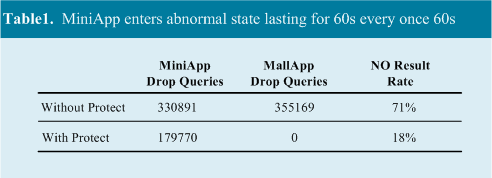 Table1. MiniApp enters abnormal state lasting for 60s every once 60s
MiniApp MallApp NO Result
Drop Queries Drop Queries Rate
Without Protect 330891 355169 71%
With Protect 179770 0 18%